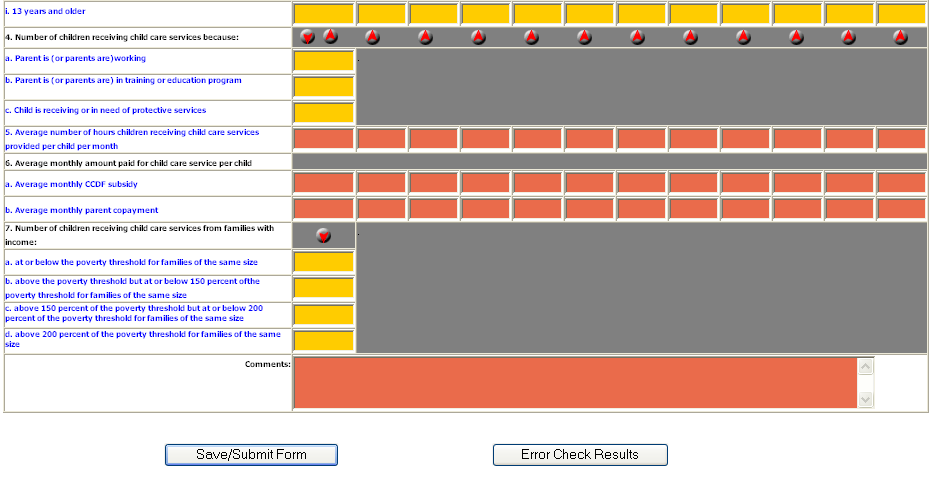 i. 13 years and older
4. Number of children receiving child care services because:
a. Parent is (or parents are)working
b. Parent is (or parents are) in training or education program
c. Child is receiving or in need of protective services
5. Average number of hours children receiving child care services
provided per child per month
6. Average monthly amount paid for child care service per child
a. Average monthly CCDF subsidy
b. Average monthly parent copayment
7. Number of children receiving child care services from families with
income:
a. at or below the poverty threshold for families of the same size
b. above the poverty threshold but at or below 150 percent ofthe
poverty threshold for families of the same size
c. above 150 percent of the poverty threshold but at or below 200
percent of the poverty threshold for families of the same size
d. above 200 percent of the poverty threshold for families of the same
size
Comments:
Save/Submit Form
Error Check Results